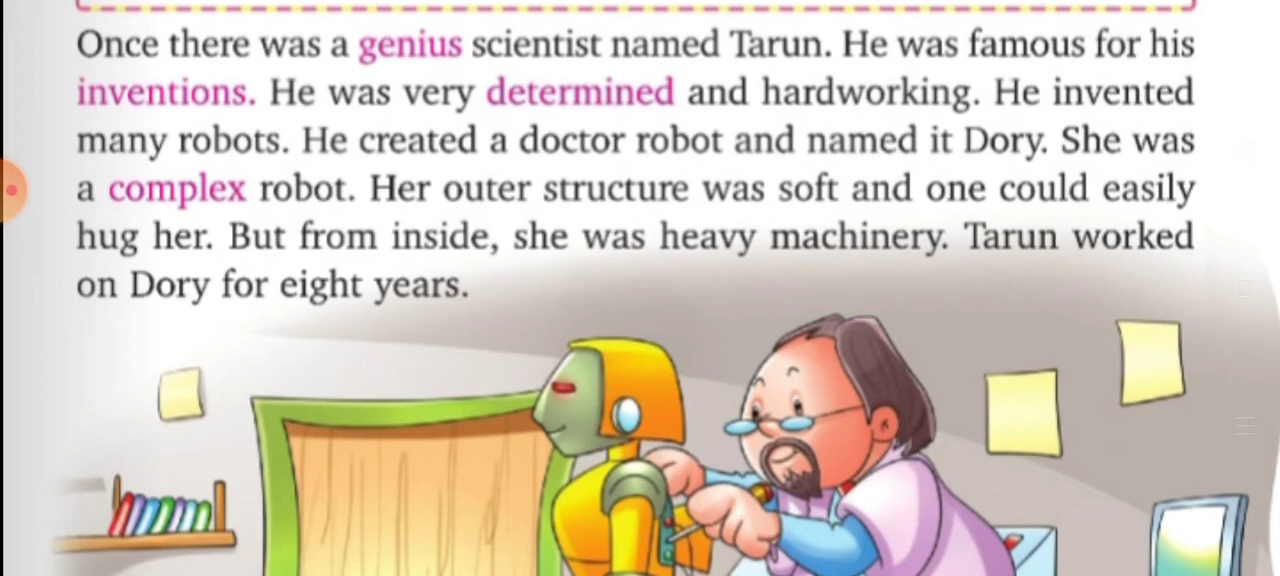 Once there was a genius scientist named Tarun. He was famous for his
inventions. He was very determined and hardworking. He invented
many robots. He created a doctor robot and named it Dory. She was
a complex robot. Her outer structure was soft and one could easily
hug her. But from inside, she was heavy machinery. Tarun worked
on Dory for eight years.